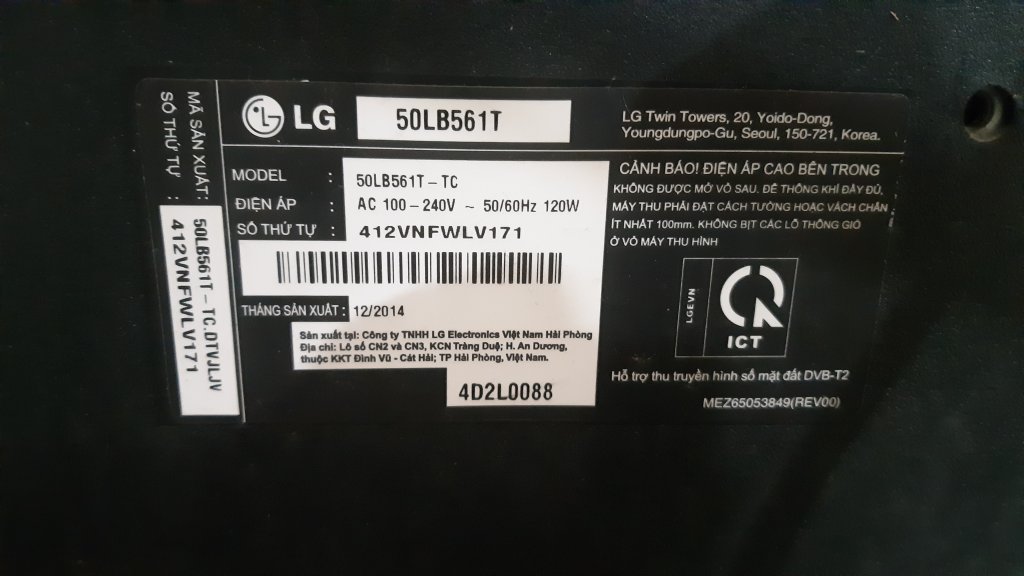 LG 50LB561T
LG Twin Towers, 20, Yoido-Dong,
Youngdungpo-Gu, Seoul, 150-721, Korea.
MODEL : 50LB561T-TC
ĐIỆN ÁP : AC 100-240V ~ 50/60Hz 120W
SỐ THỨ TỰ : 412VNFWLV171
THÁNG SẢN XUẤT : 12/2014
Sản xuất tại: Công ty TNHH LG Electronics Việt Nam Hải Phòng
Địa chỉ: Lô số CN2 và CN3, KCN Tràng Duệ; H. An Dương,
thuộc KKT Đình Vũ - Cát Hải; TP Hải Phòng, Việt Nam.
4D2L0088
CẢNH BÁO! ĐIỆN ÁP CAO BÊN TRONG
KHÔNG ĐƯỢC MỞ VỎ SAU. ĐỂ THÔNG KHÍ ĐẦY ĐỦ,
MÁY THU PHẢI ĐẶT CÁCH TƯỜNG HOẶC VÁCH CHẮN
ÍT NHẤT 100mm. KHÔNG BỊT CÁC LỖ THÔNG GIÓ
Ở VỎ MÁY THU HÌNH
LGEVN
ICT
Hỗ trợ thu truyền hình số mặt đất DVB-T2
MEZ65053849(REV00)
MÃ SẢN XUẤT: 50LB561T-TC.DTVJLJV
SỐ THỨ TỰ : 412VNFWLV171